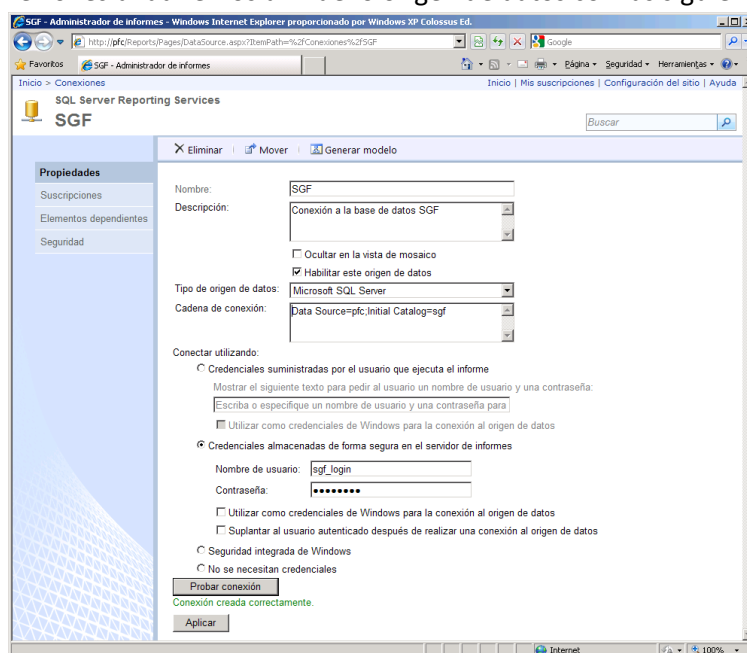 SGF - Administrador de informes - Windows Internet Explorer proporcionado por Windows XP Colossus Ed.
http://pfc/Reports/Pages/DataSource.aspx?ItemPath=%2fConexiones%2fSGF
Google
Favoritos SGF - Administrador de informes Página Seguridad Herramientas
Inicio > Conexiones Inicio | Mis suscripciones | Configuración del sitio | Ayuda
SQL Server Reporting Services
SGF
Buscar
Eliminar Mover Generar modelo
Propiedades
Suscripciones
Elementos dependientes
Seguridad
Nombre: SGF
Descripción: Conexión a la base de datos SGF
Ocultar en la vista de mosaico
Habilitar este origen de datos
Tipo de origen de datos: Microsoft SQL Server
Cadena de conexión: Data Source=pfc;Initial Catalog=sgf
Conectar utilizando:
Credenciales suministradas por el usuario que ejecuta el informe
Mostrar el siguiente texto para pedir al usuario un nombre de usuario y una contraseña:
Escriba o especifique un nombre de usuario y una contraseña para
Utilizar como credenciales de Windows para la conexión al origen de datos
Credenciales almacenadas de forma segura en el servidor de informes
Nombre de usuario: sgf_login
Contraseña: ●●●●●●●●
Utilizar como credenciales de Windows para la conexión al origen de datos
Suplantar al usuario autenticado después de realizar una conexión al origen de datos
Seguridad integrada de Windows
No se necesitan credenciales
Probar conexión
Conexión creada correctamente.
Aplicar
Internet 100%